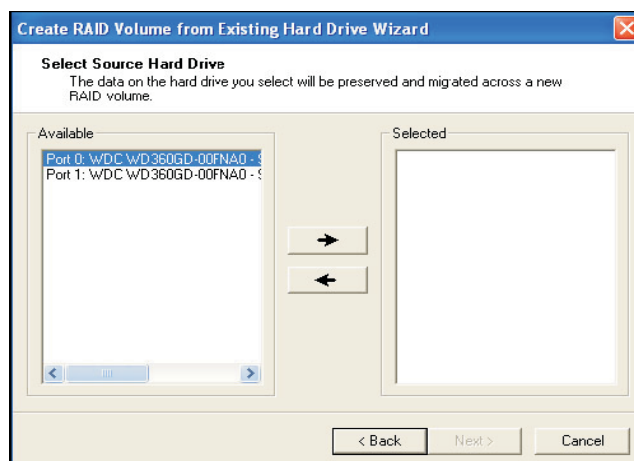 Create RAID Volume from Existing Hard Drive Wizard
Select Source Hard Drive
The data on the hard drive you select will be preserved and migrated across a new
RAID volume.
Available
Port 0: WDC WD360GD-00FNA0 - S
Port 1: WDC WD360GD-00FNA0 - S
Selected
< Back
Next >
Cancel